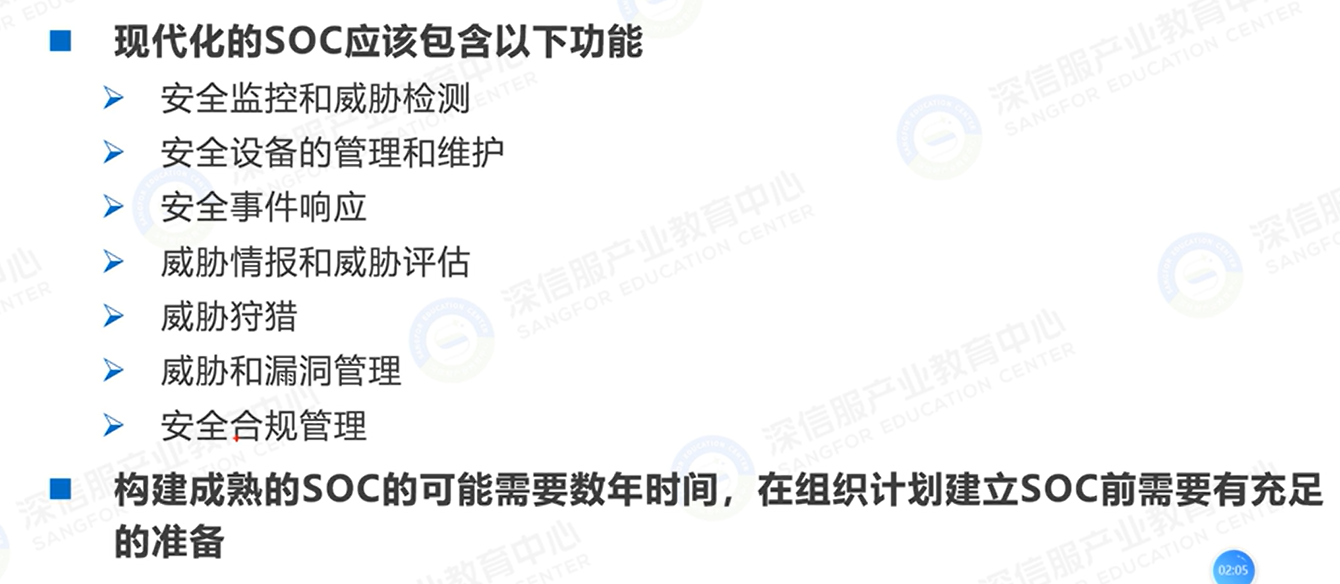 现代化的SOC应该包含以下功能
安全监控和威胁检测
安全设备的管理和维护
安全事件响应
威胁情报和威胁评估
威胁狩猎
威胁和漏洞管理
安全合规管理
构建成熟的SOC的可能需要数年时间，在组织计划建立SOC前需要有充足
的准备
02:05
深信服产业教育中心
SANGFOR EDUCATION CENTER